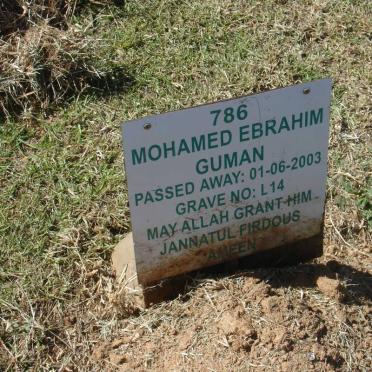 786
MOHAMED EBRAHIM
GUMAN
PASSED AWAY: 01-06-2003
GRAVE NO: L14
MAY ALLAH GRANT HIM
JANNATUL FIRDOUS
AMEEN